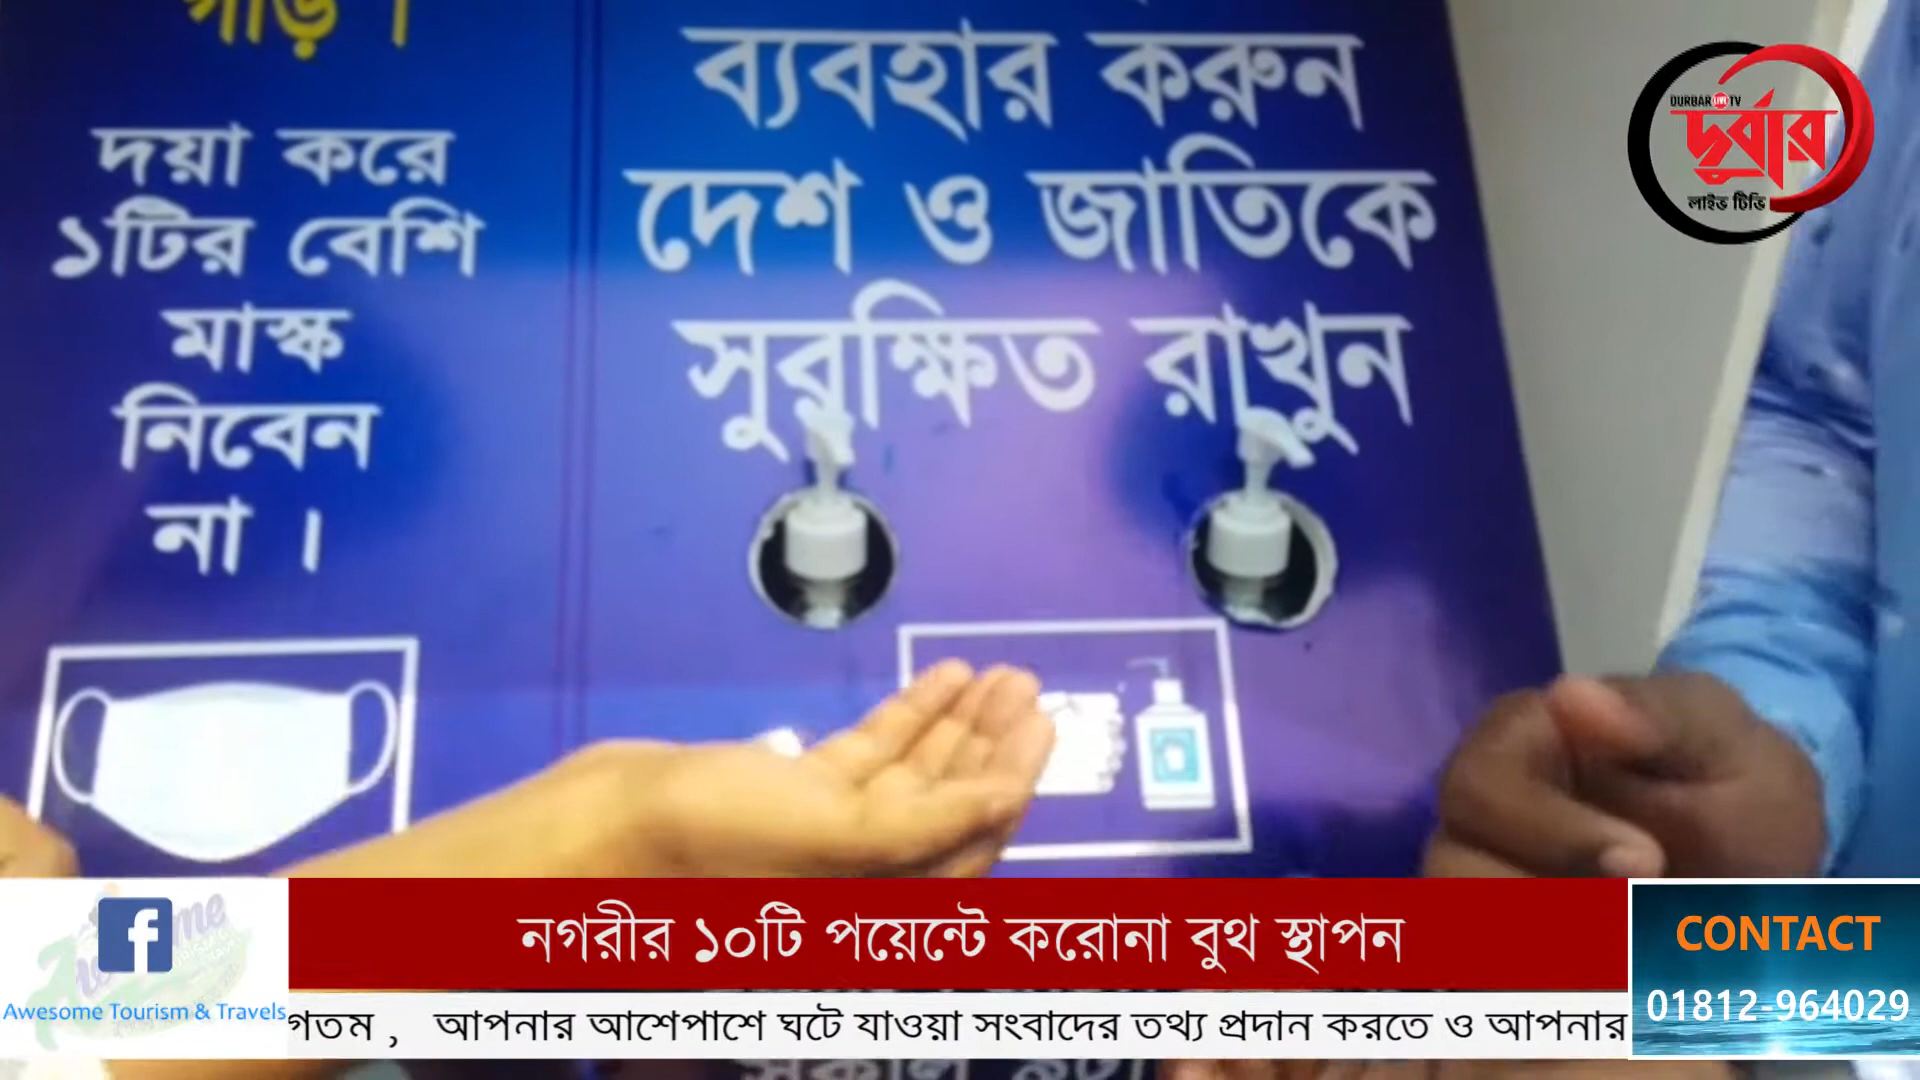 দয়া করে
১টির বেশি
মাস্ক
নিবেন
না ।
ব্যবহার করুন
দেশ ও জাতিকে
সুরক্ষিত রাখুন
DURBAR LIVE TV
দুর্বার
লাইভ টিভি
নগরীর ১০টি পয়েন্টে করোনা বুথ স্থাপন
Awesome Tourism & Travels
গতম , আপনার আশেপাশে ঘটে যাওয়া সংবাদের তথ্য প্রদান করতে ও আপনার
CONTACT
01812-964029